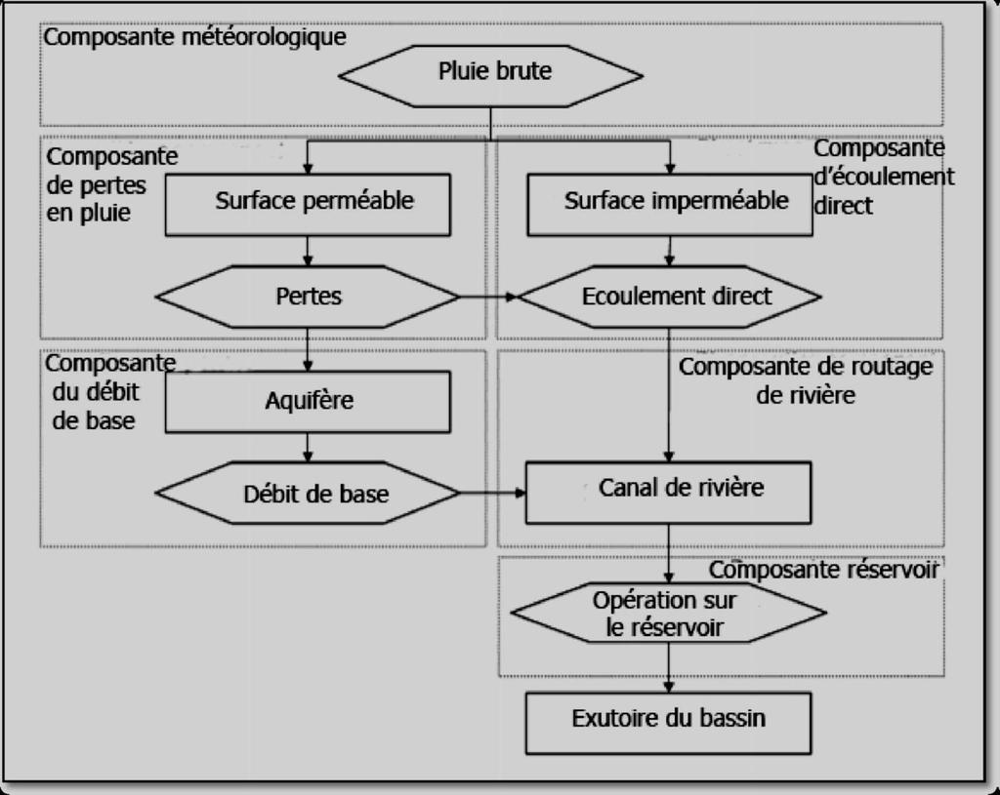 Composante météorologique
Pluie brute
Composante
de pertes
en pluie
Surface perméable
Surface imperméable
Composante
d'écoulement
direct
Pertes
Ecoulement direct
Composante
du débit
de base
Aquifère
Débit de base
Composante de routage
de rivière
Canal de rivière
Composante réservoir
Opération sur
le réservoir
Exutoire du bassin